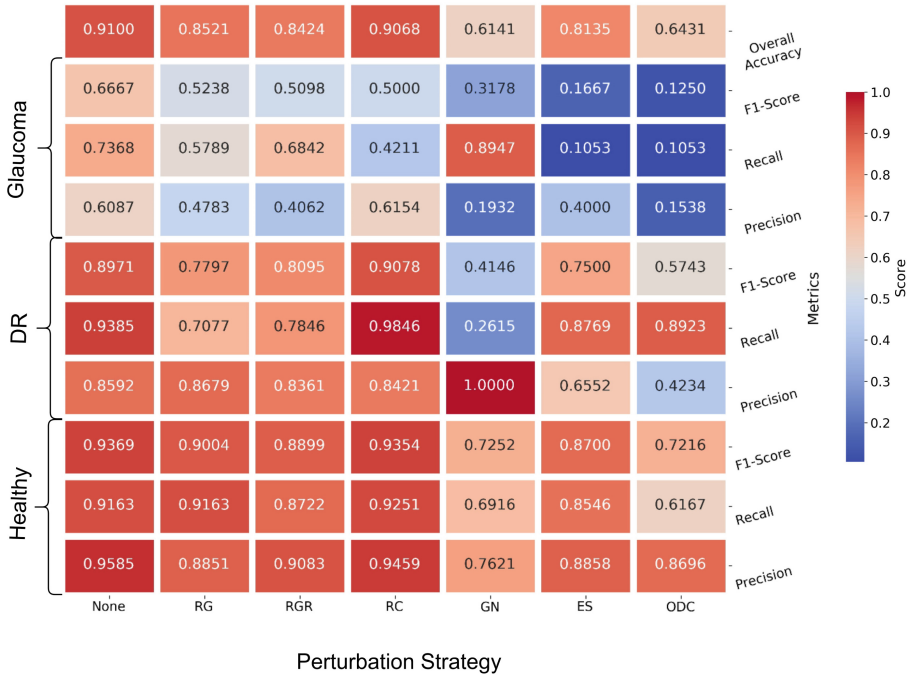 0.9100 0.8521 0.8424 0.9068 0.6141 0.8135 0.6431 Overall
Accuracy
Glaucoma
0.6667 0.5238 0.5098 0.5000 0.3178 0.1667 0.1250 F1-Score
0.7368 0.5789 0.6842 0.4211 0.8947 0.1053 0.1053 Recall
0.6087 0.4783 0.4062 0.6154 0.1932 0.4000 0.1538 Precision
DR
0.8971 0.7797 0.8095 0.9078 0.4146 0.7500 0.5743 F1-Score
0.9385 0.7077 0.7846 0.9846 0.2615 0.8769 0.8923 Recall
0.8592 0.8679 0.8361 0.8421 1.0000 0.6552 0.4234 Precision
Healthy
0.9369 0.9004 0.8899 0.9354 0.7252 0.8700 0.7216 F1-Score
0.9163 0.9163 0.8722 0.9251 0.6916 0.8546 0.6167 Recall
0.9585 0.8851 0.9083 0.9459 0.7621 0.8858 0.8696 Precision
None RG RGR RC GN ES ODC
Perturbation Strategy
Metrics
1.0
0.9
0.8
0.7
0.6
0.5
0.4
0.3
0.2
Score